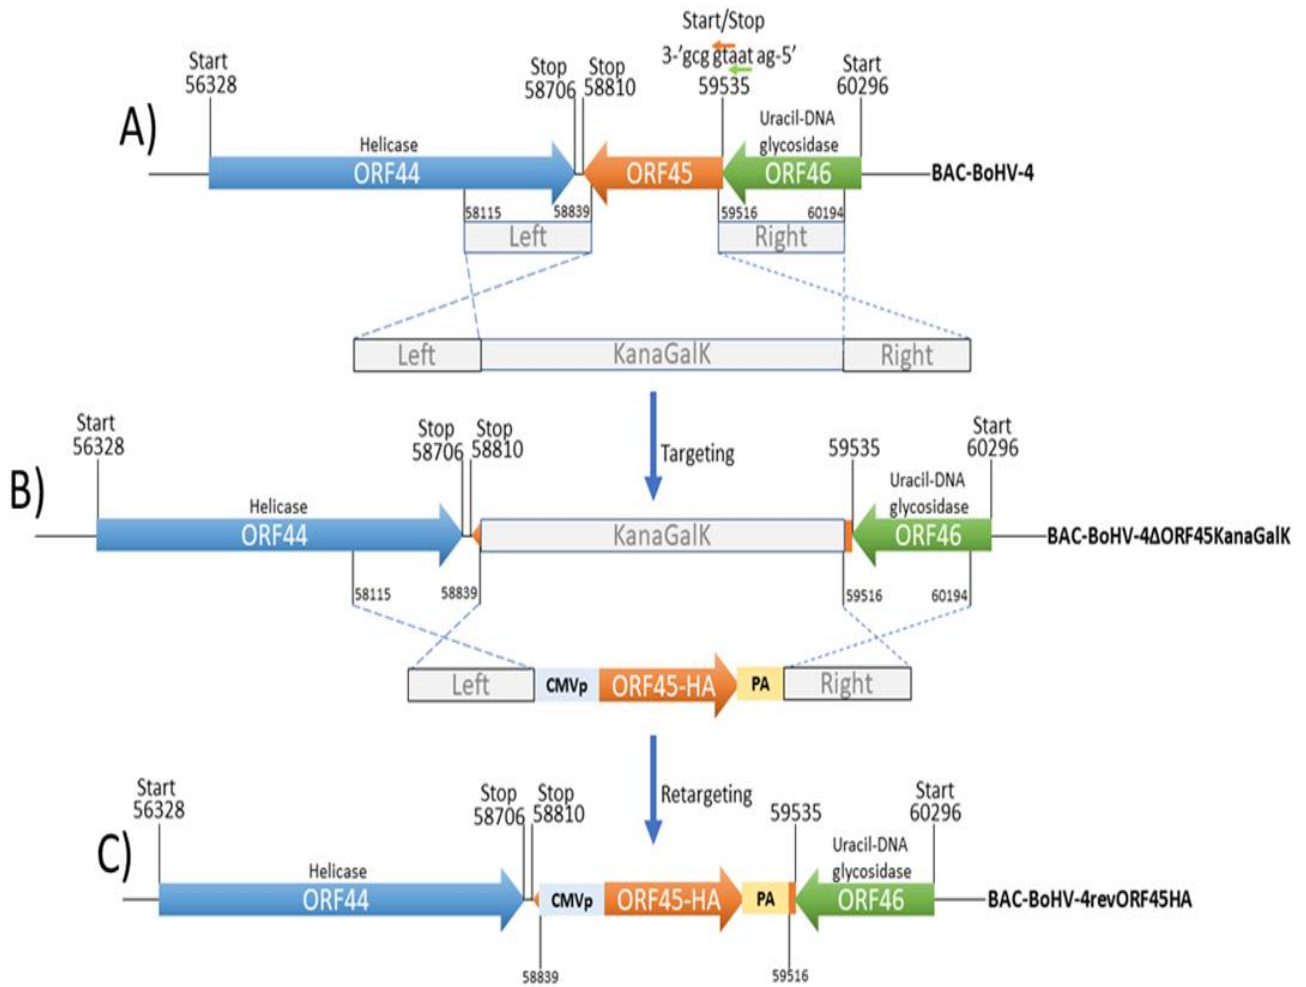 Start/Stop
3-'gcg gtaat ag-5'
Start
56328
Stop
58706
Stop
58810
59535
Start
60296
A)
Helicase
ORF44
ORF45
Uracil-DNA
glycosidase
ORF46
BAC-BoHV-4
58115
58839
59516
60194
Left
Right
Left
KanaGalK
Right
Targeting
Start
56328
Stop
58706
Stop
58810
59535
Start
60296
B)
Helicase
ORF44
KanaGalK
Uracil-DNA
glycosidase
ORF46
BAC-BoHV-4ΔORF45KanaGalK
58115
58839
59516
60194
Left
CMVp
ORF45-HA
PA
Right
Retargeting
Start
56328
Stop
58706
Stop
58810
59535
Start
60296
C)
Helicase
ORF44
CMVp
ORF45-HA
PA
Uracil-DNA
glycosidase
ORF46
BAC-BoHV-4revORF45HA
58839
59516